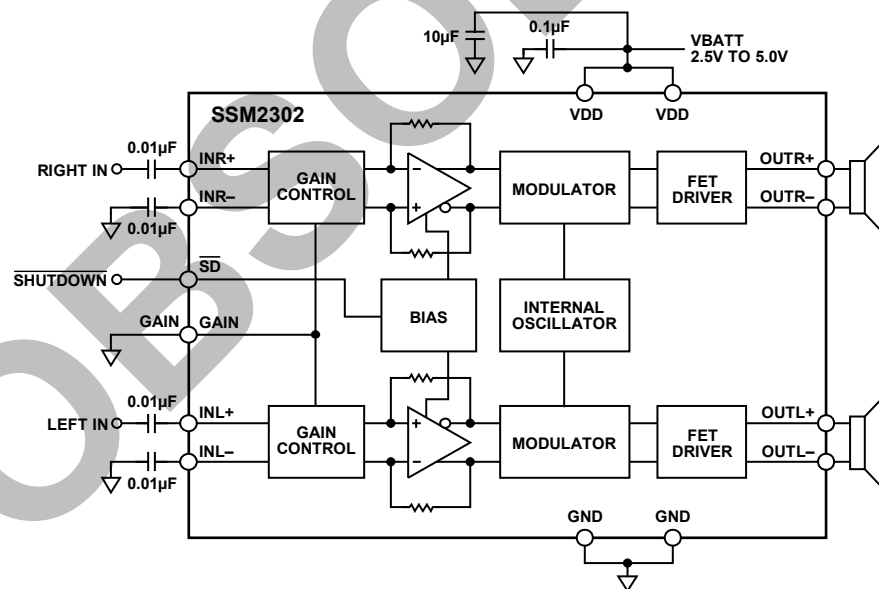 10µF
0.1µF
VBATT
2.5V TO 5.0V
SSM2302
VDD
VDD
0.01µF
RIGHT IN
INR+
GAIN
CONTROL
MODULATOR
FET
DRIVER
OUTR+
INR–
OUTR–
0.01µF
SHUTDOWN
SD
BIAS
INTERNAL
OSCILLATOR
GAIN
GAIN
0.01µF
LEFT IN
INL+
GAIN
CONTROL
MODULATOR
FET
DRIVER
OUTL+
INL–
OUTL–
0.01µF
GND
GND
OBSO